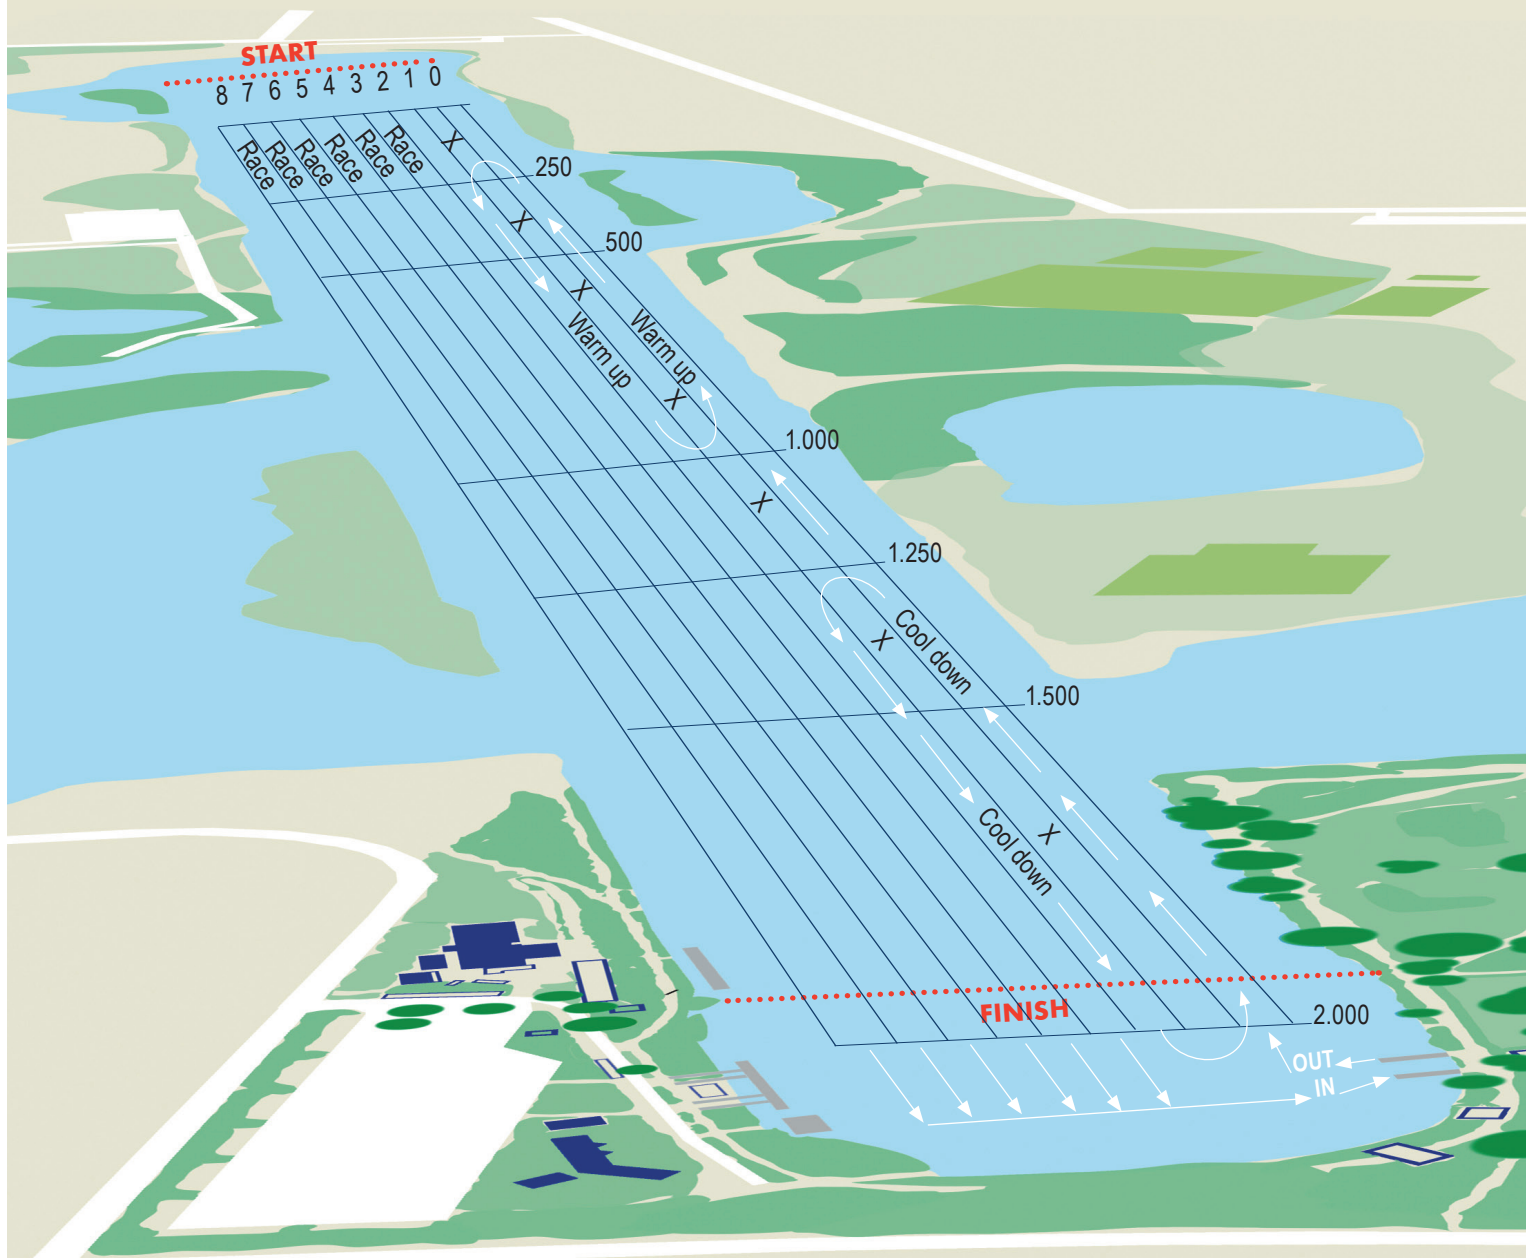 START
8 7 6 5 4 3 2 1 0
Race
Race
Race
Race
Race
Race
X
250
X
500
X
Warm up
Warm up
X
1.000
X
1.250
Cool down
X
1.500
Cool down
X
FINISH
2.000
OUT
IN